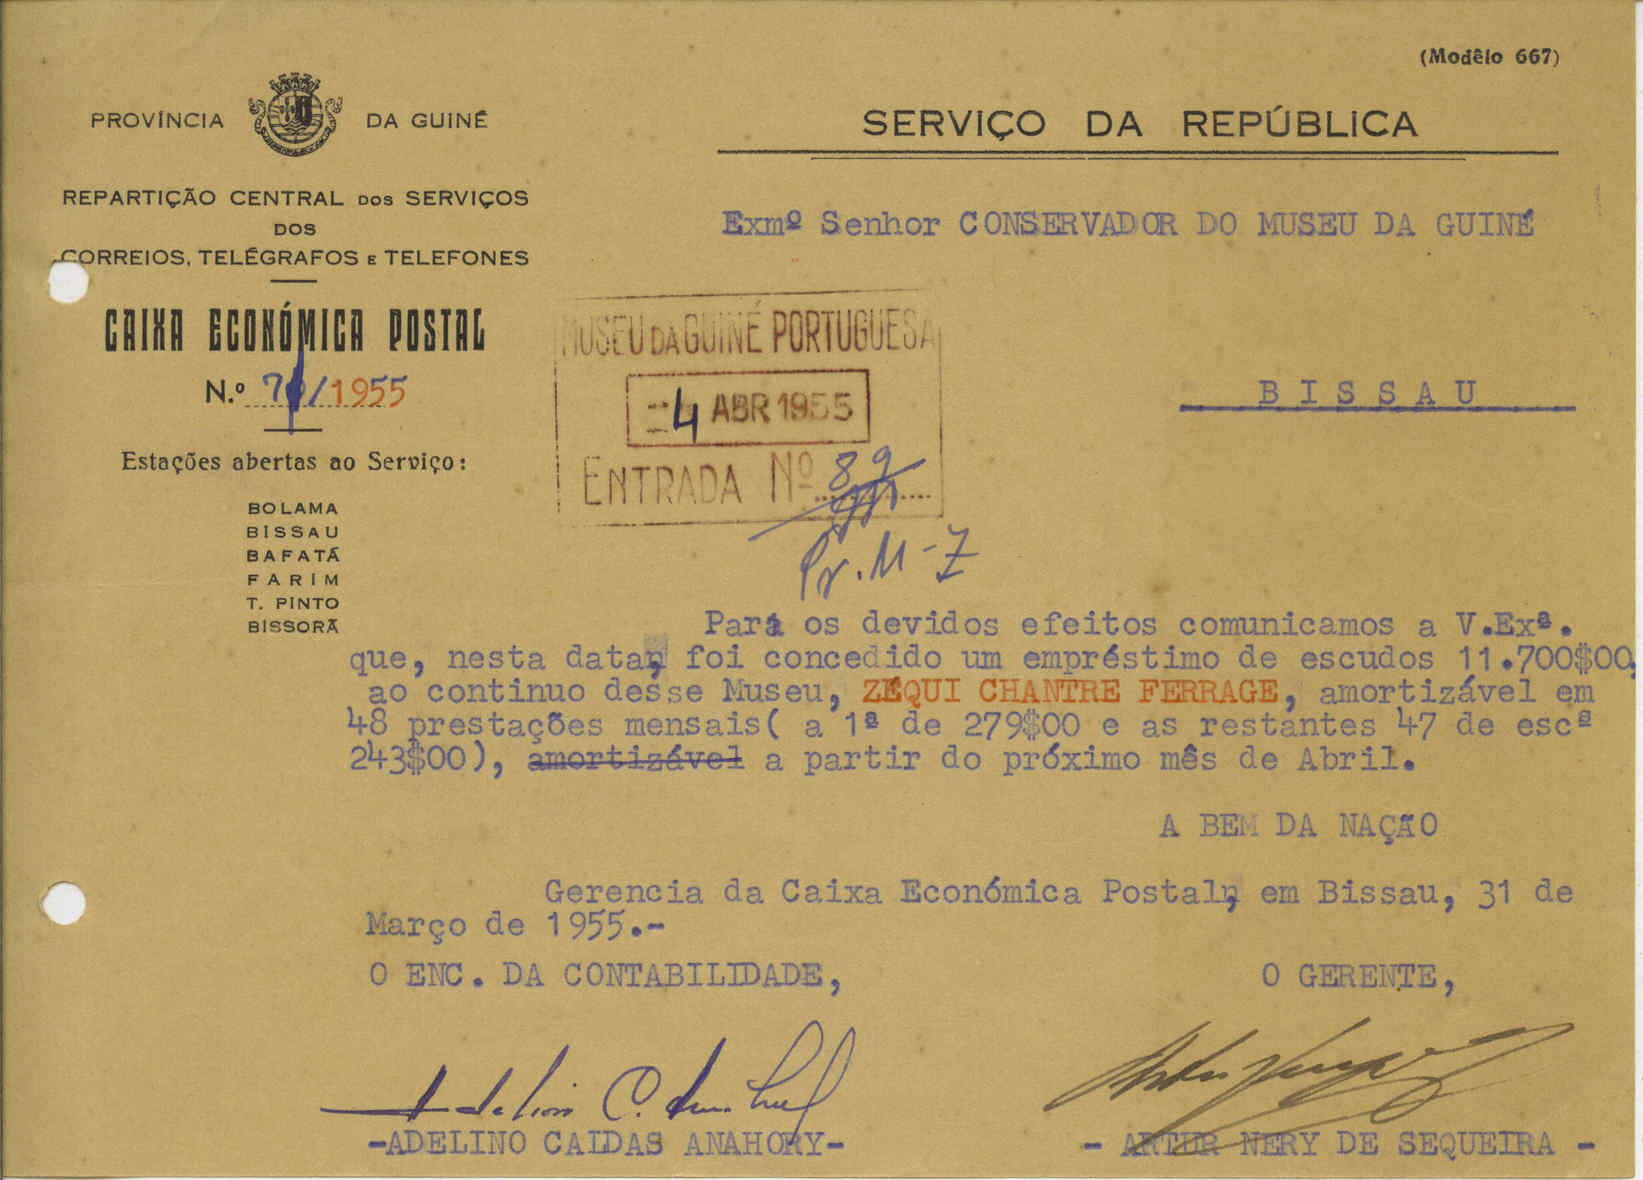 (Modêlo 667)
PROVÍNCIA DA GUINÉ
SERVIÇO DA REPÚBLICA
REPARTIÇÃO CENTRAL DOS SERVIÇOS
DOS
CORREIOS, TELÉGRAFOS E TELEFONES
Exmº Senhor CONSERVADOR DO MUSEU DA GUINÉ
CAIXA ECONÓMICA POSTAL
N.º /1955
MUSEU DA GUINÉ PORTUGUESA
-4 ABR 1955
ENTRADA Nº 89
Pr. M-7
BISSAU
Estações abertas ao Serviço:
BOLAMA
BISSAU
BAFATÁ
FARIM
T. PINTO
BISSORÃ
Para os devidos efeitos comunicamos a V.Exª.
que, nesta data, foi concedido um empréstimo de escudos 11.700$00,
ao continuo desse Museu, ZÉQUI CHANTRE FERRAGE, amortizável em
48 prestações mensais( a 1ª de 279$00 e as restantes 47 de escª
243$00), amortizável a partir do próximo mês de Abril.
A BEM DA NAÇÃO
Gerencia da Caixa Económica Postal, em Bissau, 31 de
Março de 1955.-
O ENC. DA CONTABILIDADE,
O GERENTE,
-ADELINO CALDAS ANAHORY-
- ARTUR NERY DE SEQUEIRA -